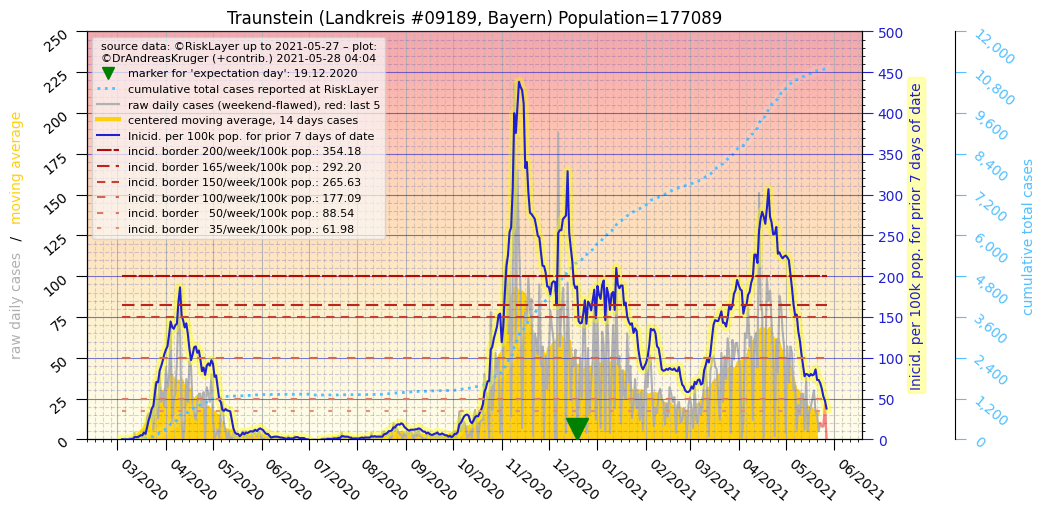 Traunstein (Landkreis #09189, Bayern) Population=177089
source data: ©RiskLayer up to 2021-05-27 – plot:
©DrAndreasKruger (+contrib.) 2021-05-28 04:04
marker for 'expectation day': 19.12.2020
cumulative total cases reported at RiskLayer
raw daily cases (weekend-flawed), red: last 5
centered moving average, 14 days cases
Inicid. per 100k pop. for prior 7 days of date
incid. border 200/week/100k pop.: 354.18
incid. border 165/week/100k pop.: 292.20
incid. border 150/week/100k pop.: 265.63
incid. border 100/week/100k pop.: 177.09
incid. border 50/week/100k pop.: 88.54
incid. border 35/week/100k pop.: 61.98
raw daily cases / moving average
250
225
200
175
150
125
100
75
50
25
0
03/2020
04/2020
05/2020
06/2020
07/2020
08/2020
09/2020
10/2020
11/2020
12/2020
01/2021
02/2021
03/2021
04/2021
05/2021
06/2021
500
450
400
350
300
250
200
150
100
50
0
Inicid. per 100k pop. for prior 7 days of date
12,000
10,800
9,600
8,400
7,200
6,000
4,800
3,600
2,400
1,200
0
cumulative total cases